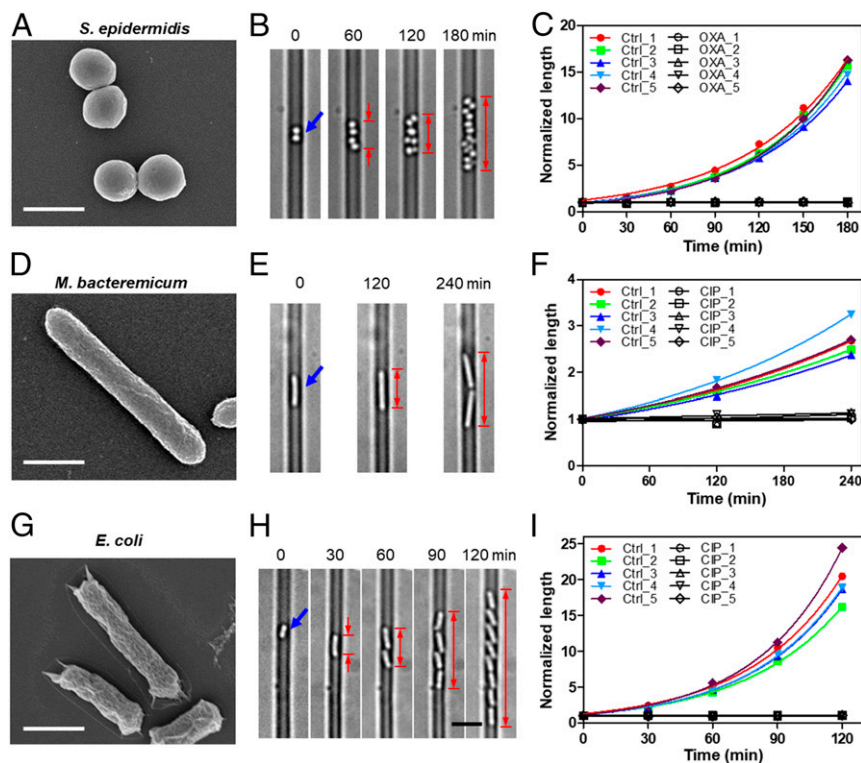 A
S. epidermidis
B
0 60 120 180 min
C
Normalized length
20
15
10
5
0
Ctrl_1 OXA_1
Ctrl_2 OXA_2
Ctrl_3 OXA_3
Ctrl_4 OXA_4
Ctrl_5 OXA_5
0 30 60 90 120 150 180
Time (min)
D
M. bacteremicum
E
0 120 240 min
F
Normalized length
4
3
2
1
0
Ctrl_1 CIP_1
Ctrl_2 CIP_2
Ctrl_3 CIP_3
Ctrl_4 CIP_4
Ctrl_5 CIP_5
0 60 120 180 240
Time (min)
G
E. coli
H
0 30 60 90 120 min
I
Normalized length
25
20
15
10
5
0
Ctrl_1 CIP_1
Ctrl_2 CIP_2
Ctrl_3 CIP_3
Ctrl_4 CIP_4
Ctrl_5 CIP_5
0 30 60 90 120
Time (min)